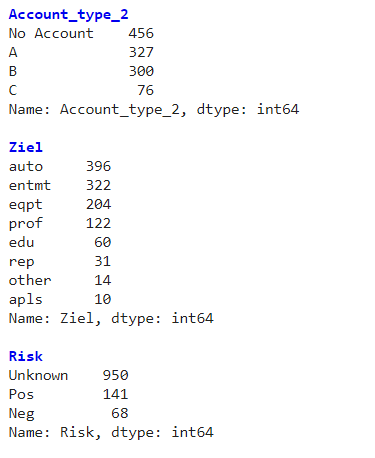 Account_type_2
No Account    456
A             327
B             300
C              76
Name: Account_type_2, dtype: int64

Ziel
auto     396
entmt    322
eqpt     204
prof     122
edu       60
rep       31
other     14
apls      10
Name: Ziel, dtype: int64

Risk
Unknown    950
Pos        141
Neg         68
Name: Risk, dtype: int64